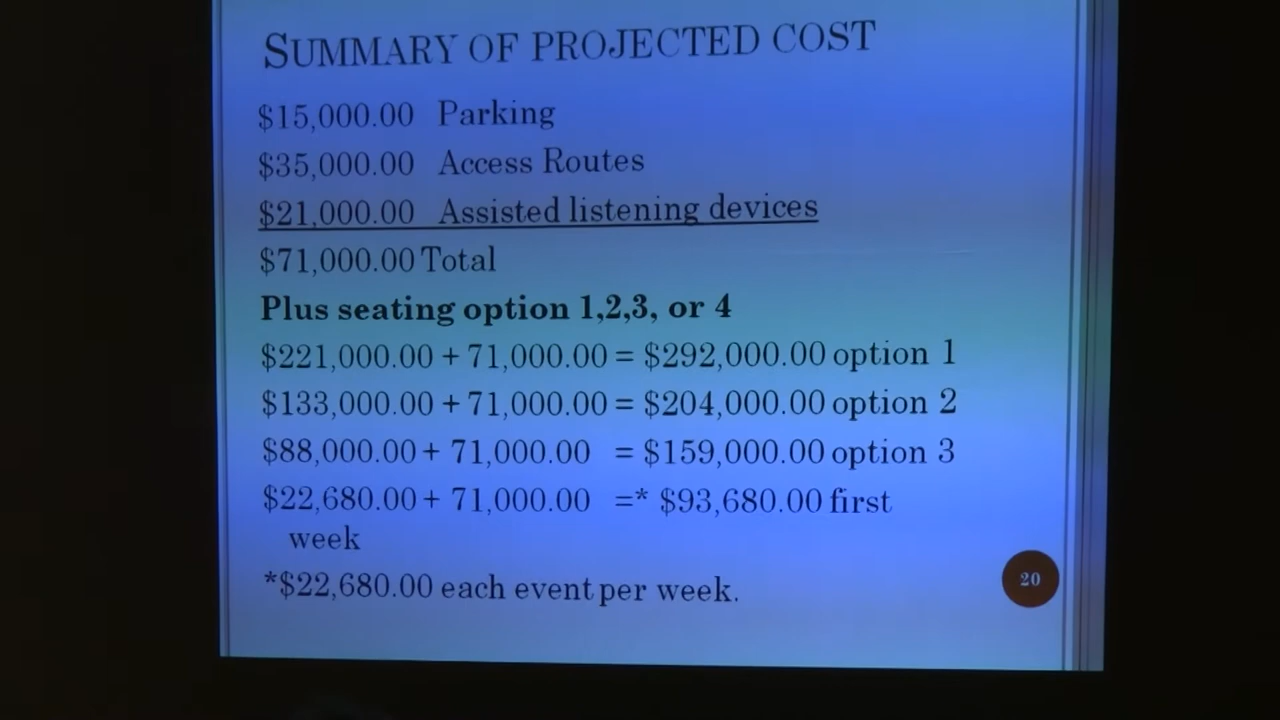 SUMMARY OF PROJECTED COST
$15,000.00 Parking
$35,000.00 Access Routes
$21,000.00 Assisted listening devices
$71,000.00 Total
Plus seating option 1,2,3, or 4
$221,000.00 + 71,000.00 = $292,000.00 option 1
$133,000.00 + 71,000.00 = $204,000.00 option 2
$88,000.00 + 71,000.00 = $159,000.00 option 3
$22,680.00 + 71,000.00 =* $93,680.00 first
week
*$22,680.00 each event per week.
20